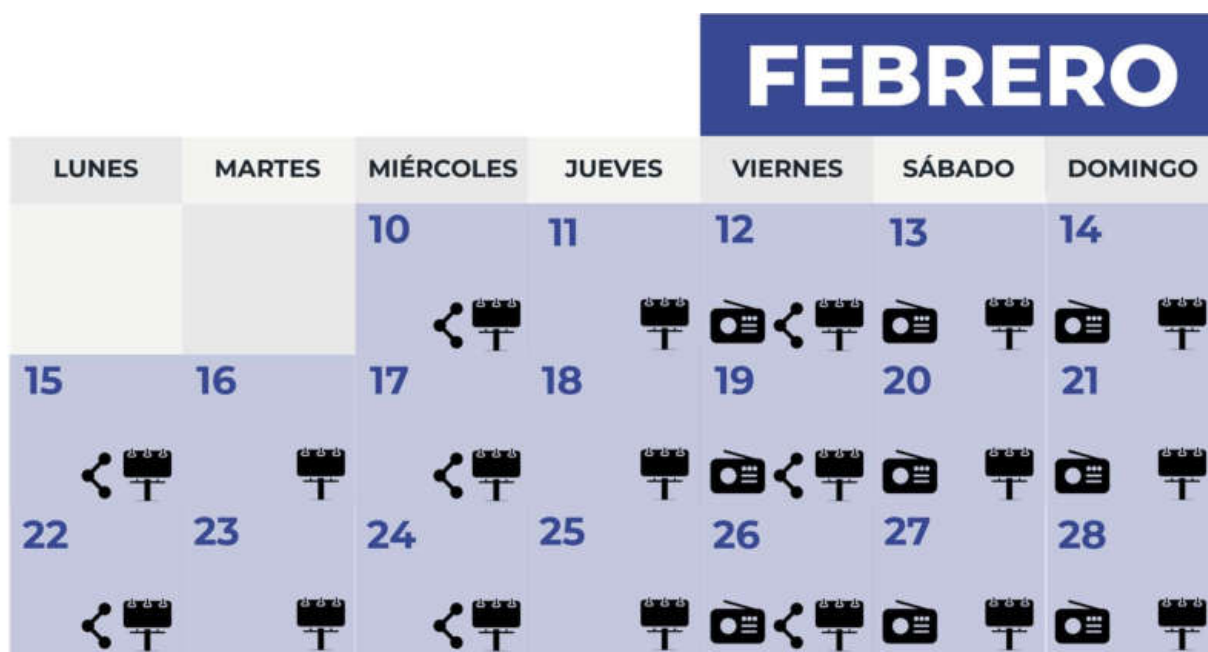 FEBRERO
LUNES MARTES MIÉRCOLES JUEVES VIERNES SÁBADO DOMINGO
10 11 12 13 14
15 16 17 18 19 20 21
22 23 24 25 26 27 28